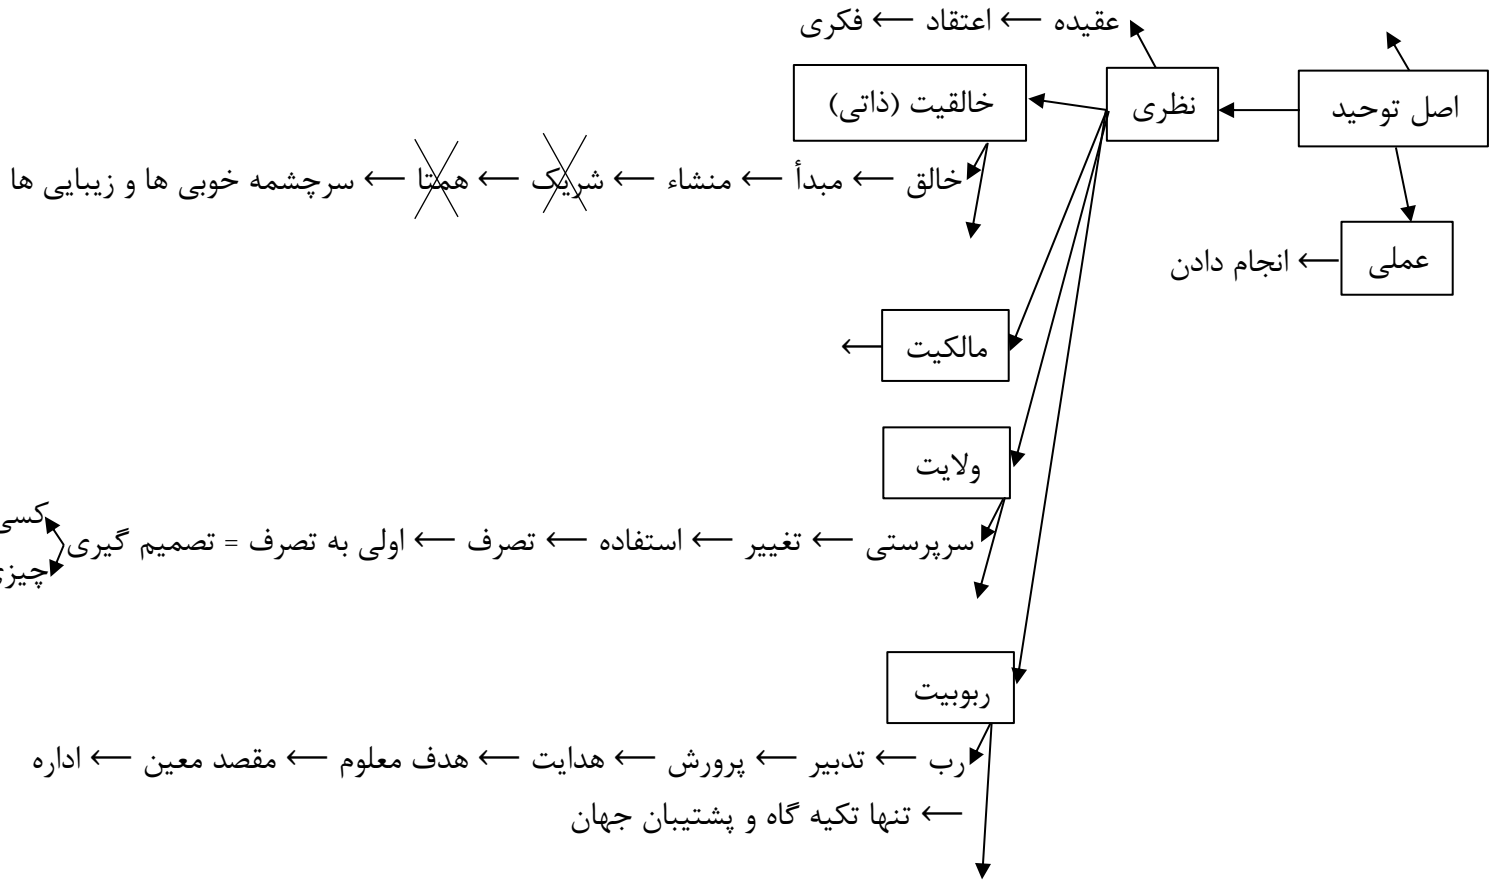 عقیده ← اعتقاد ← فکری
اصل توحید
نظری
خالقیت (ذاتی)
خالق ← مبدأ ← منشاء ← شریک ← همتا ← سرچشمه خوبی ها و زیبایی ها
عملی
← انجام دادن
مالکیت ←
ولایت
سرپرستی ← تغییر ← استفاده ← تصرف ← اولی به تصرف = تصمیم گیری
کسی
چیزی
ربوبیت
رب ← تدبیر ← پرورش ← هدایت ← هدف معلوم ← مقصد معین ← اداره
← تنها تکیه گاه و پشتیبان جهان